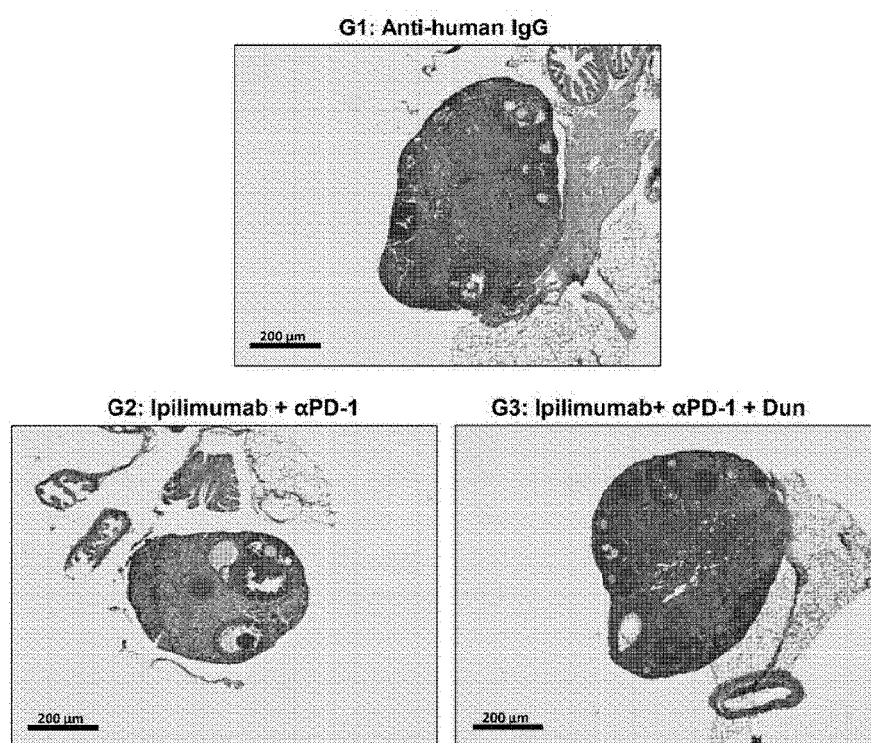 G1: Anti-human IgG
200 µm
G2: Ipilimumab + αPD-1
G3: Ipilimumab+ αPD-1 + Dun
200 µm
200 µm